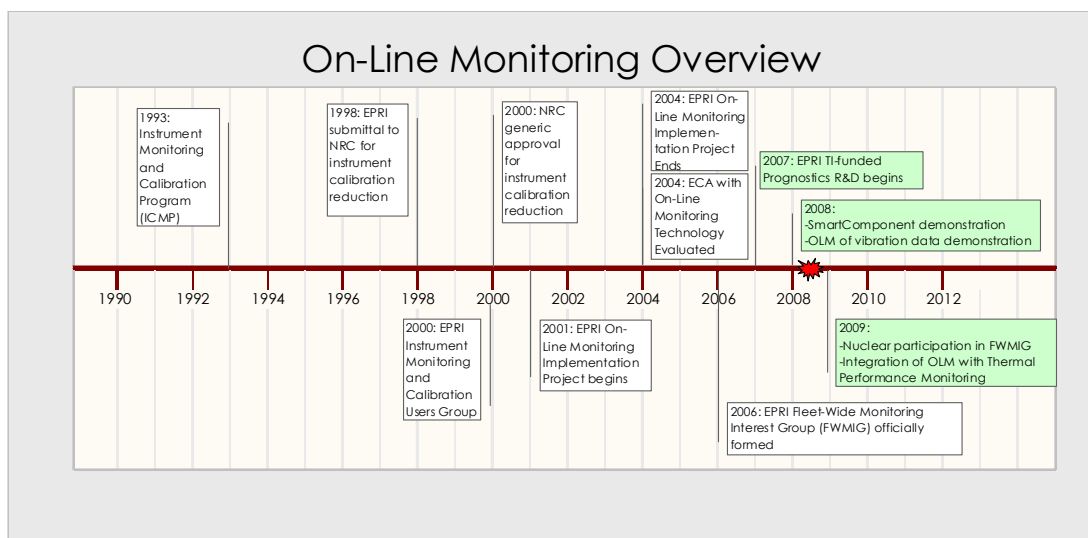 On-Line Monitoring Overview
1993:
Instrument
Monitoring
and
Calibration
Program
(ICMP)
1998: EPRI
submittal to
NRC for
instrument
calibration
reduction
2000: NRC
generic
approval
for
instrument
calibration
reduction
2004: EPRI On-
Line Monitoring
Implemen-
tation Project
Ends
2004: ECA with
On-Line
Monitoring
Technology
Evaluated
2007: EPRI TI-funded
Prognostics R&D begins
2008:
-SmartComponent demonstration
-OLM of vibration data demonstration
1990 1992 1994 1996 1998 2000 2002 2004 2006 2008 2010 2012
2000: EPRI
Instrument
Monitoring
and
Calibration
Users Group
2001: EPRI On-
Line Monitoring
Implementation
Project begins
2009:
-Nuclear participation in FWMIG
-Integration of OLM with Thermal
Performance Monitoring
2006: EPRI Fleet-Wide Monitoring
Interest Group (FWMIG) officially
formed